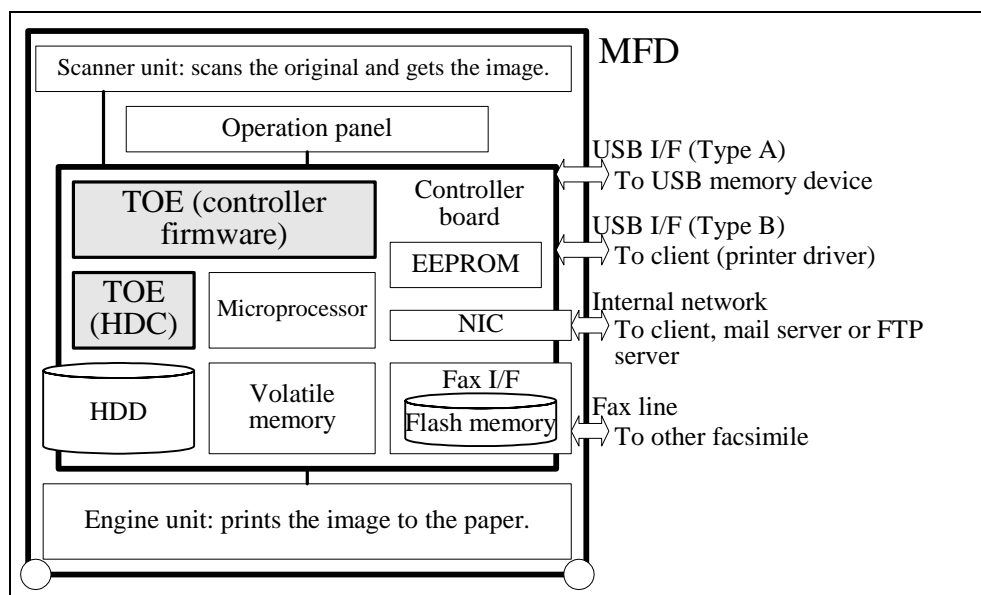 MFD
Scanner unit: scans the original and gets the image.
Operation panel
TOE (controller
firmware)
Controller
board
EEPROM
TOE
(HDC)
Microprocessor
NIC
HDD
Volatile
memory
Fax I/F
Flash memory
Engine unit: prints the image to the paper.
USB I/F (Type A)
To USB memory device
USB I/F (Type B)
To client (printer driver)
Internal network
To client, mail server or FTP
server
Fax line
To other facsimile